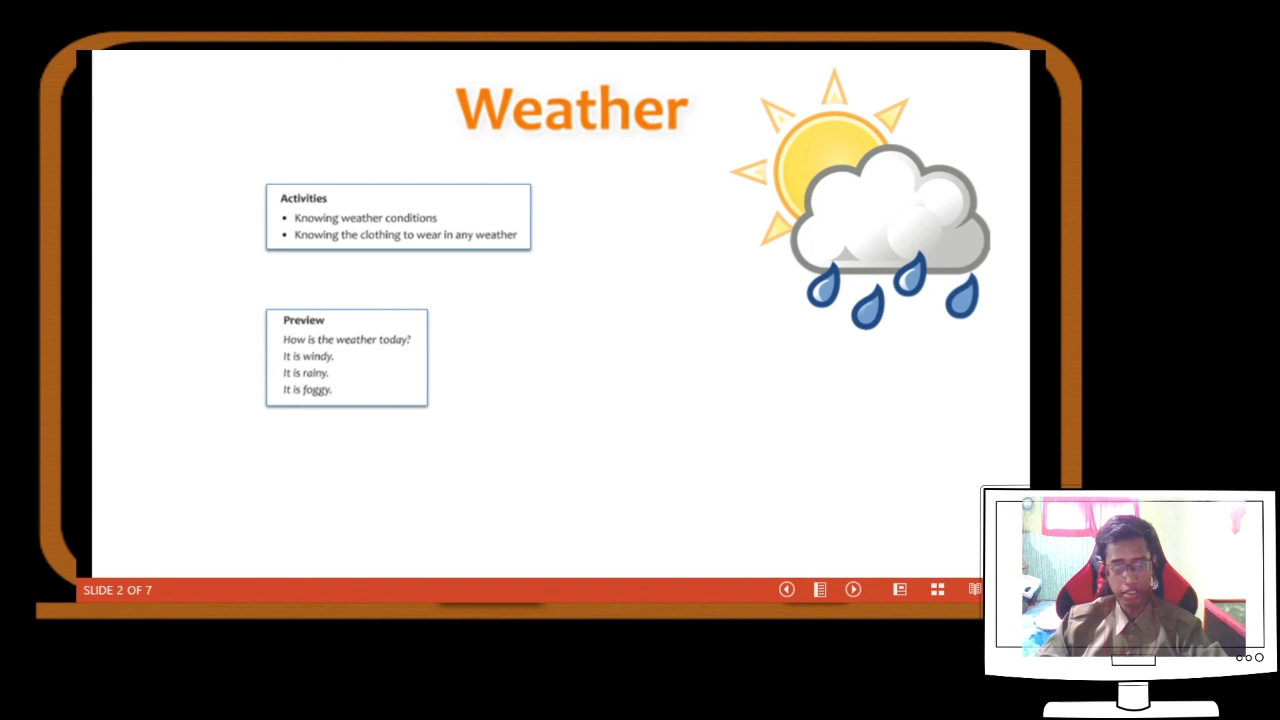 Weather
Activities
• Knowing weather conditions
• Knowing the clothing to wear in any weather
Preview
How is the weather today?
It is windy.
It is rainy.
It is foggy.
SLIDE 2 OF 7